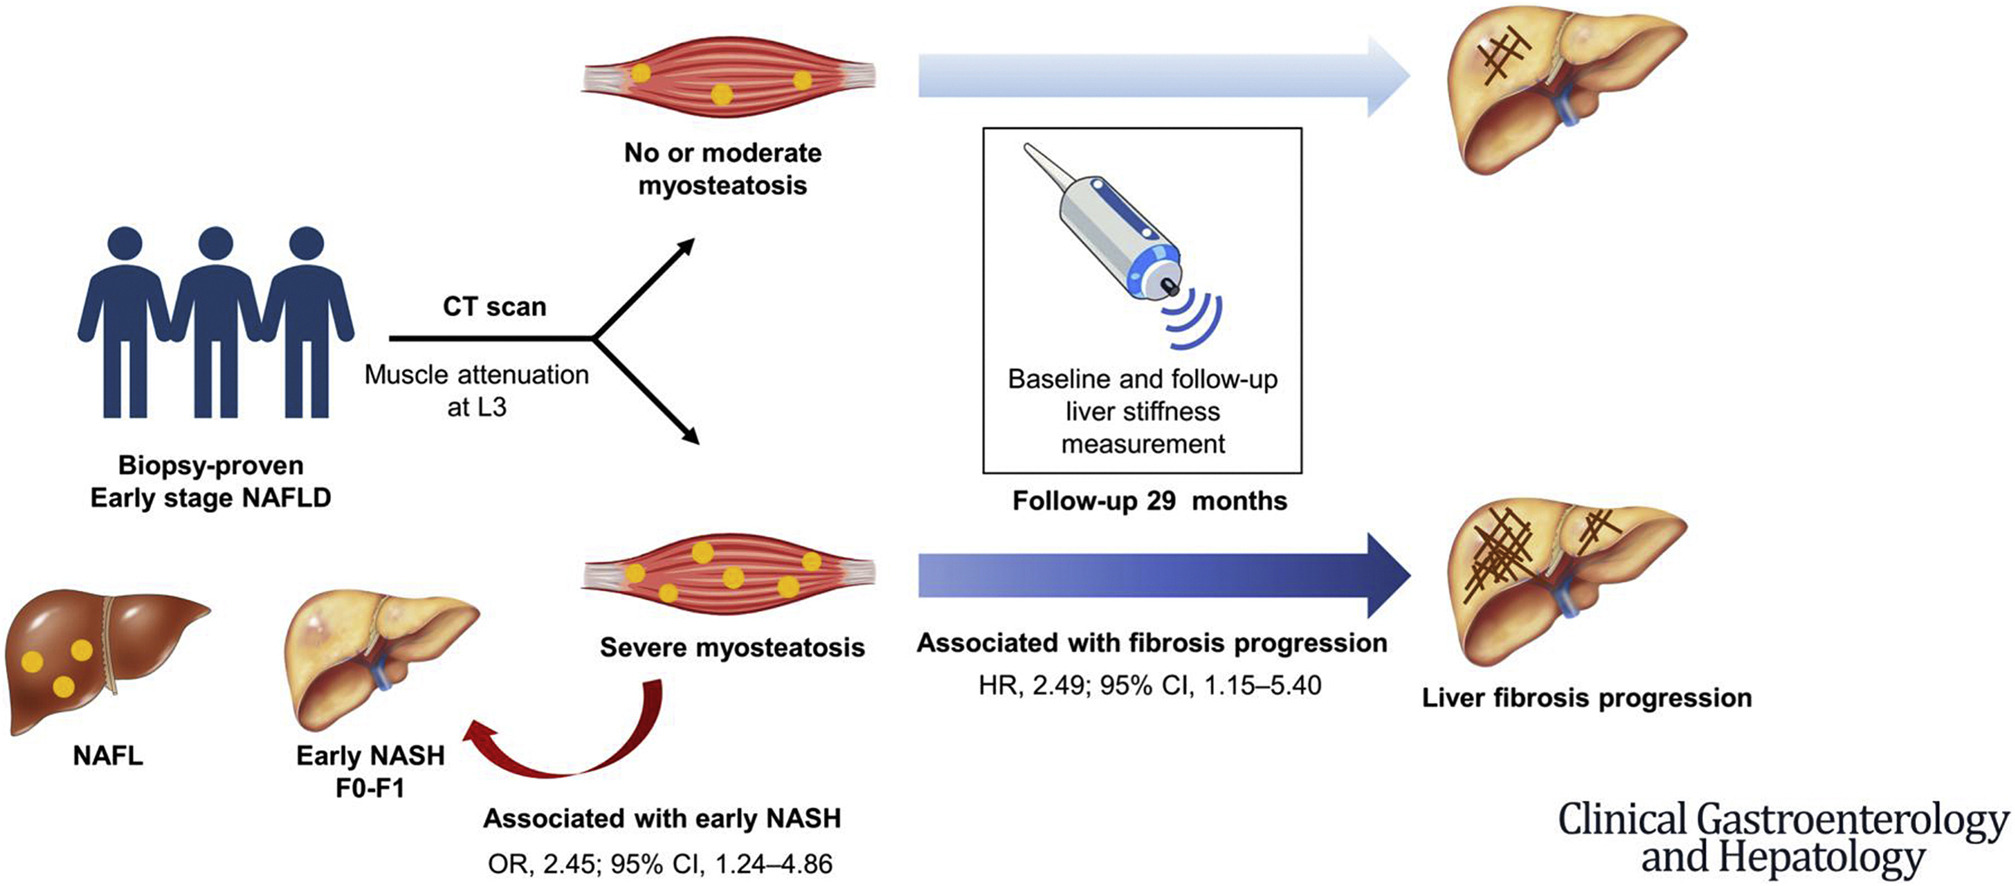 No or moderate
myosteatosis
CT scan
Muscle attenuation
at L3
Biopsy-proven
Early stage NAFLD
Baseline and follow-up
liver stiffness
measurement
Follow-up 29 months
Severe myosteatosis
Associated with fibrosis progression
HR, 2.49; 95% CI, 1.15–5.40
Liver fibrosis progression
NAFL
Early NASH
F0-F1
Associated with early NASH
OR, 2.45; 95% CI, 1.24–4.86
Clinical Gastroenterology
and Hepatology